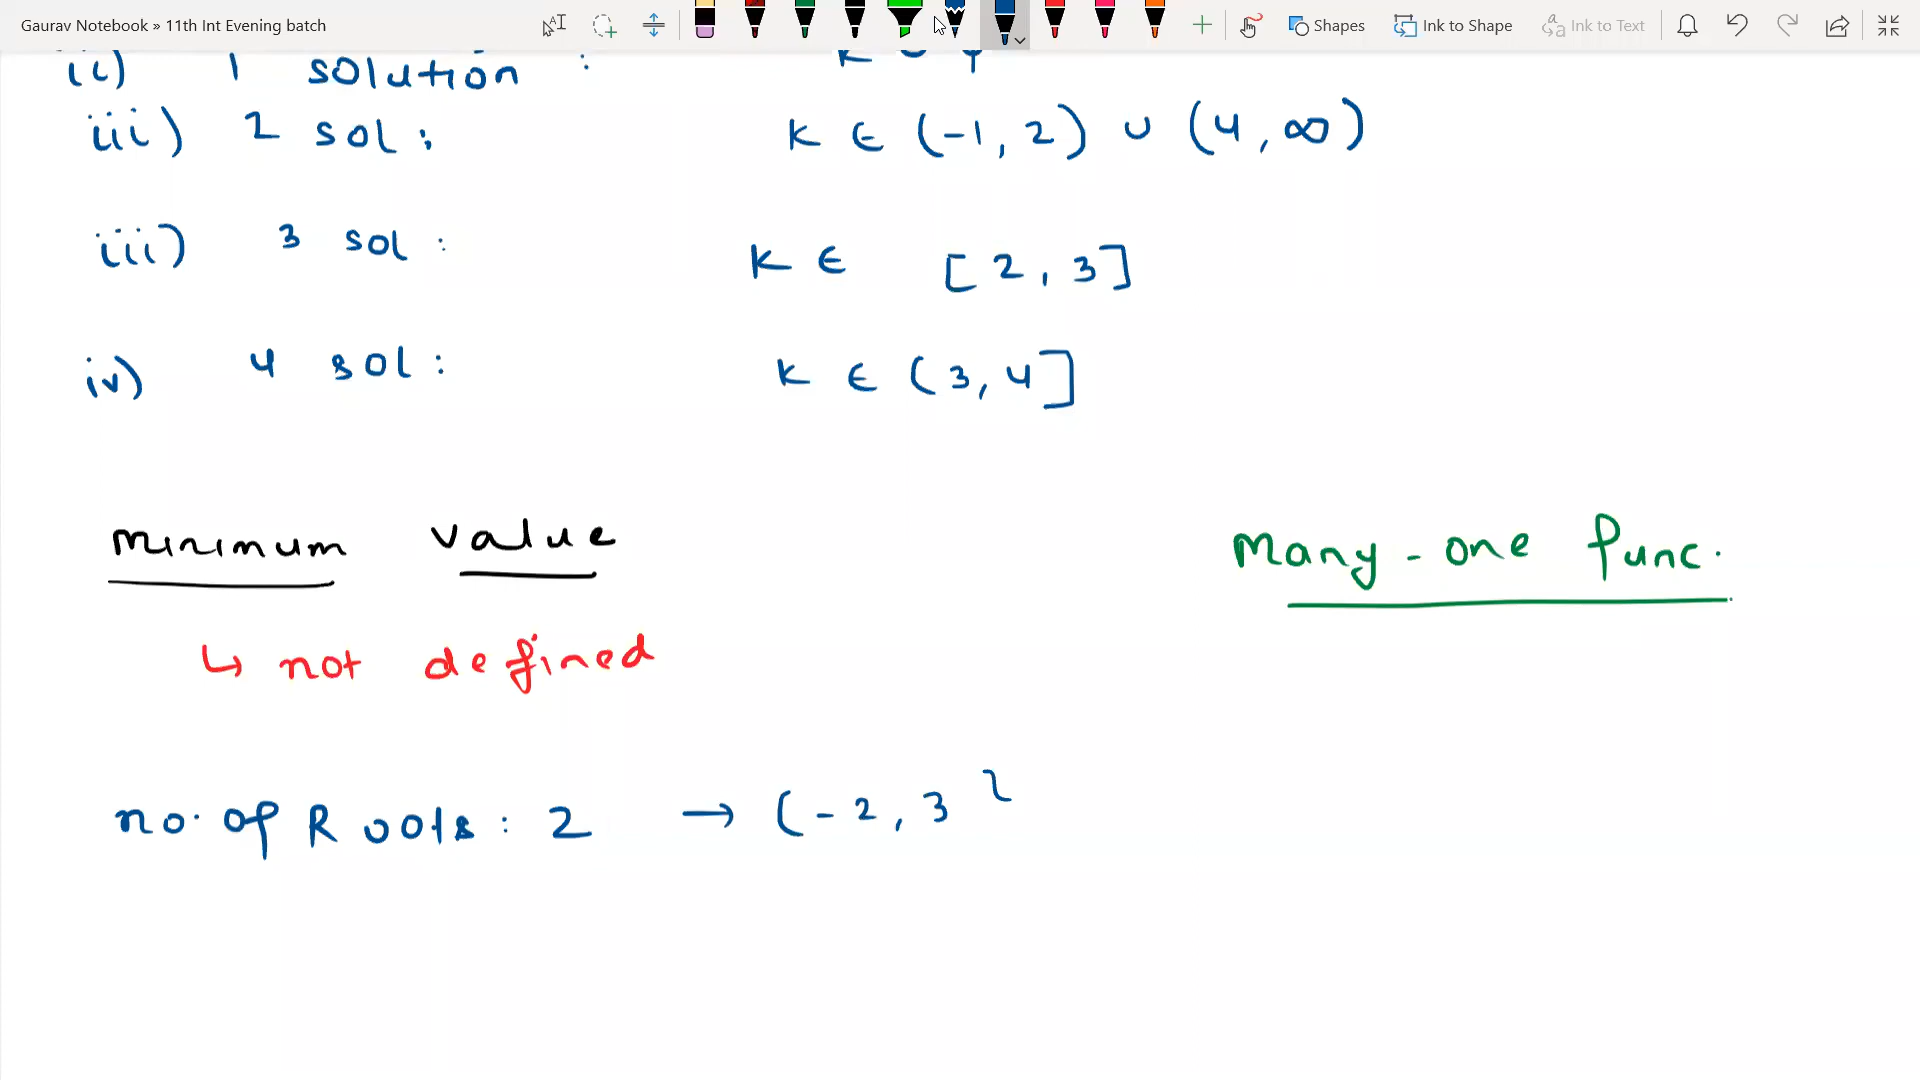 Gaurav Notebook » 11th Int Evening batch
Shapes Ink to Shape Ink to Text
1 solution :
iii) 2 sol : K ∈ (-1, 2) ∪ (4, ∞)
iii) 3 sol : K ∈ [2, 3]
iv) 4 sol : K ∈ (3, 4]
minimum value
Many-one func.
↳ not defined
no. of Roots : 2 → (-2, 3